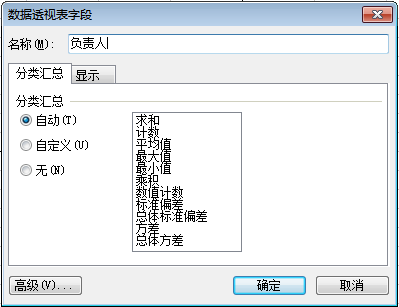 数据透视表字段
名称(M): 负责人
分类汇总 显示
分类汇总
自动(T)
自定义(U)
无(N)
求和
计数
平均值
最大值
最小值
乘积
数值计数
标准偏差
总体标准偏差
方差
总体方差
高级(V)... 确定 取消